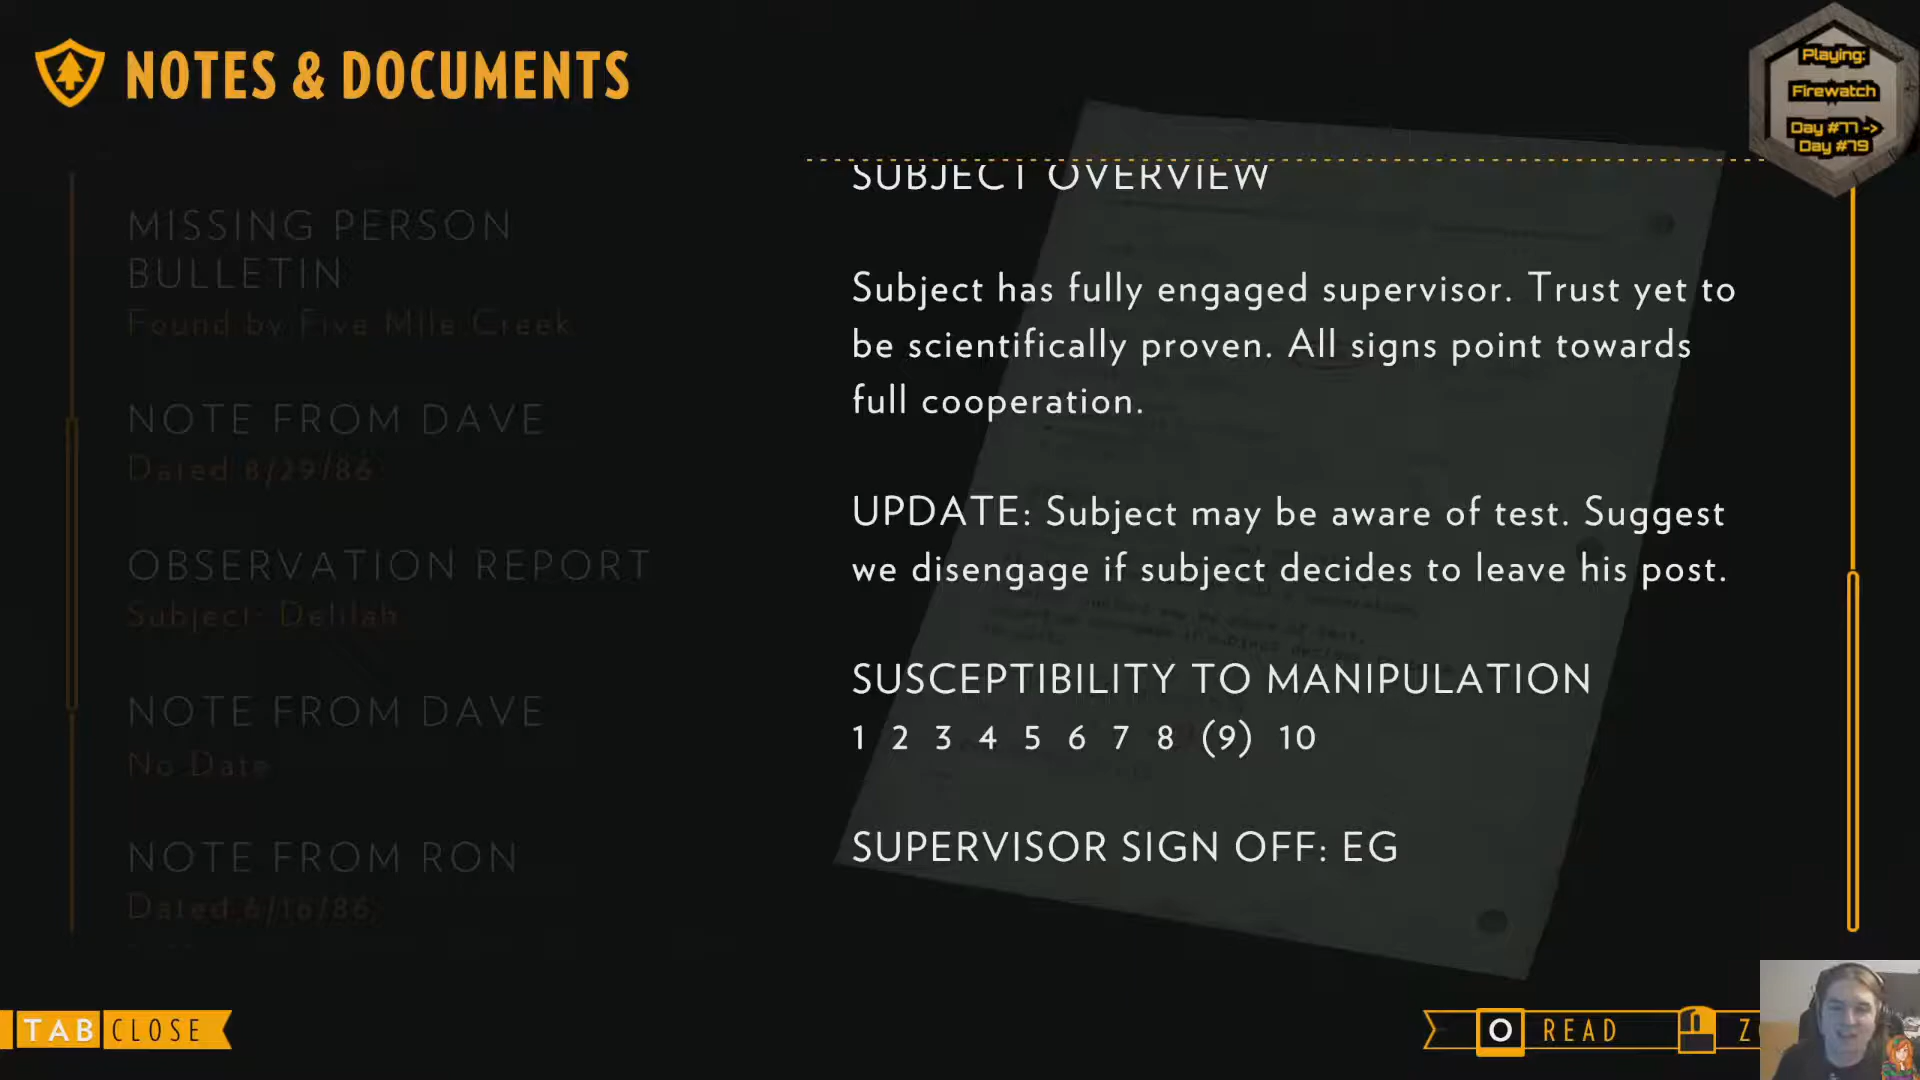 NOTES & DOCUMENTS
Playing:
Firewatch
Day #77 ->
Day #79
MISSING PERSON
BULLETIN
Found by Five Mile Creek
NOTE FROM DAVE
Dated 8/29/86
OBSERVATION REPORT
Subject: Delilah
NOTE FROM DAVE
No Date
NOTE FROM RON
Dated 6/16/86
SUBJECT OVERVIEW
Subject has fully engaged supervisor. Trust yet to
be scientifically proven. All signs point towards
full cooperation.
UPDATE: Subject may be aware of test. Suggest
we disengage if subject decides to leave his post.
SUSCEPTIBILITY TO MANIPULATION
1 2 3 4 5 6 7 8 (9) 10
SUPERVISOR SIGN OFF: EG
TAB CLOSE
O READ